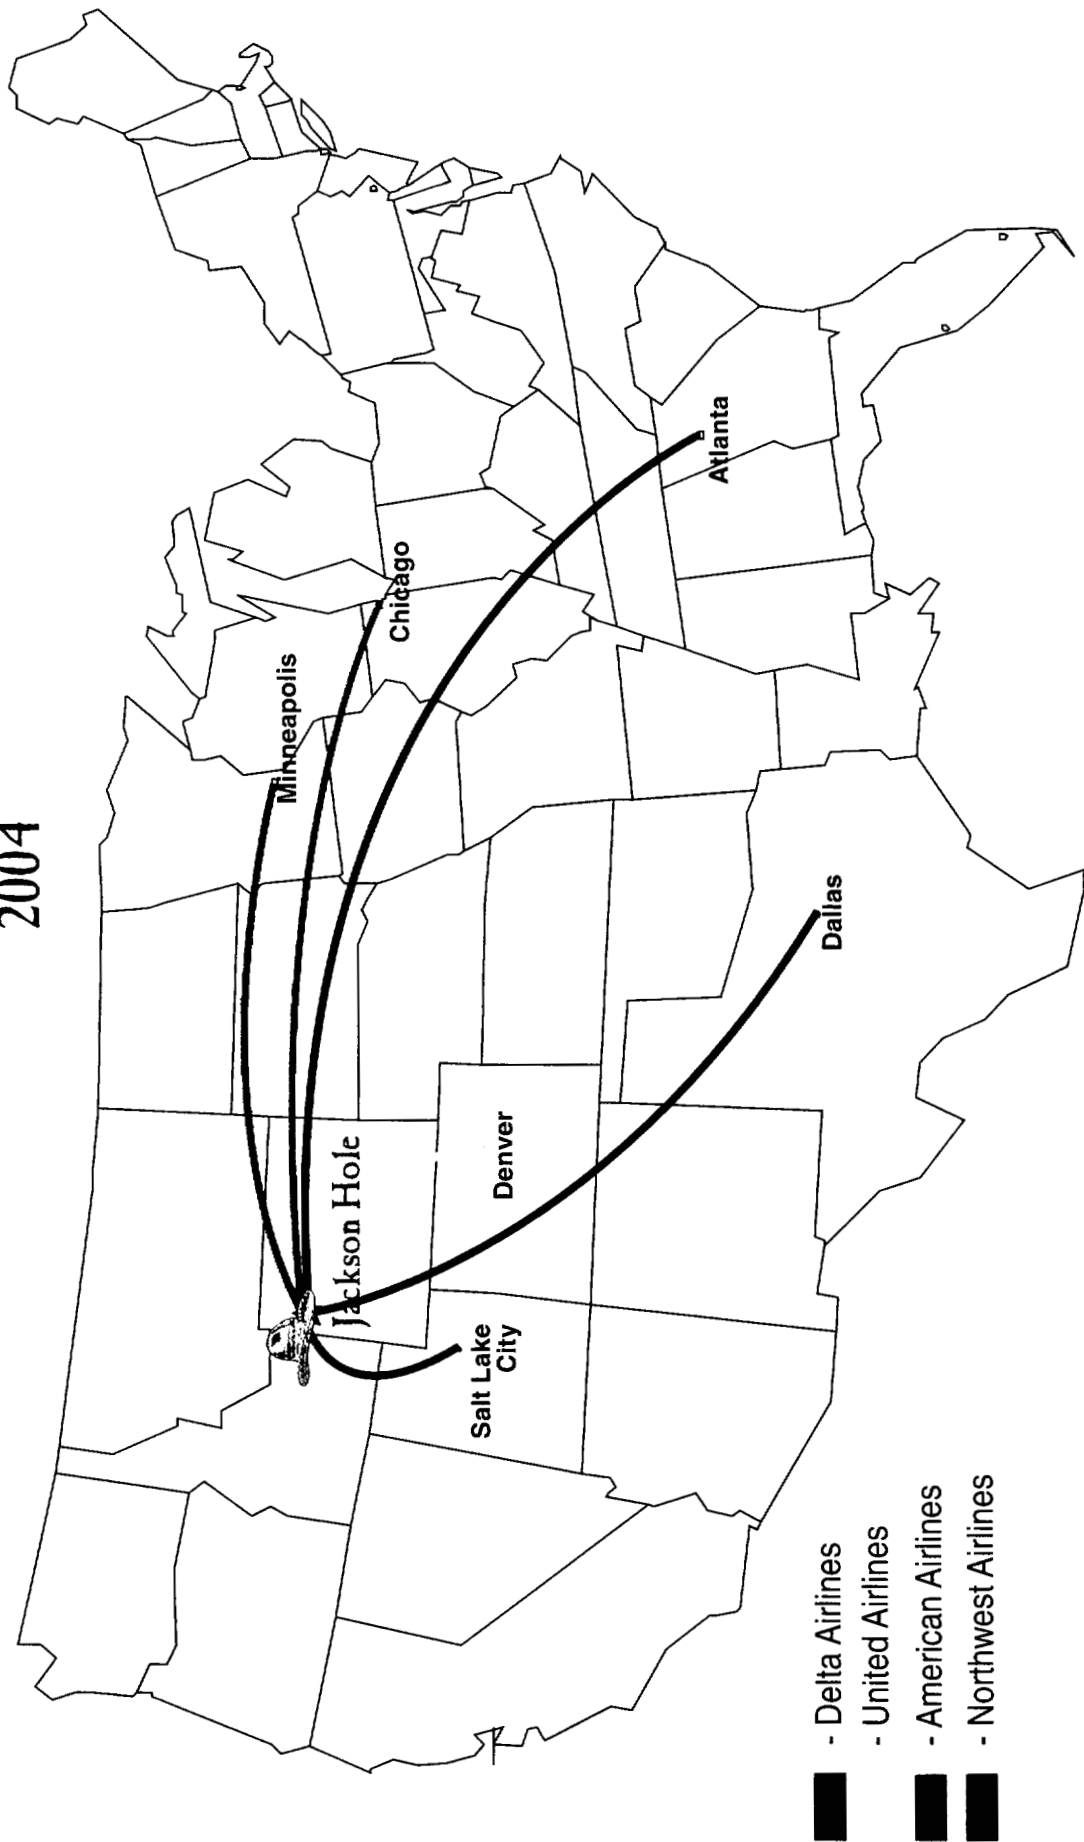 2004
Minneapolis
Chicago
Jackson Hole
Salt Lake
City
Denver
Atlanta
Dallas
- Delta Airlines
- United Airlines
- American Airlines
- Northwest Airlines